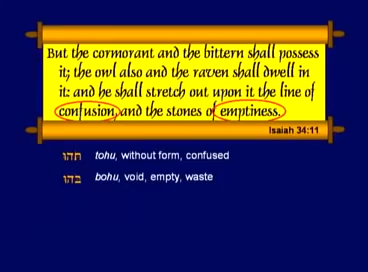 But the cormorant and the bittern shall possess
it; the owl also and the raven shall dwell in
it: and he shall stretch out upon it the line of
confusion, and the stones of emptiness.
Isaiah 34:11
תהו tohu, without form, confused
בהו bohu, void, empty, waste